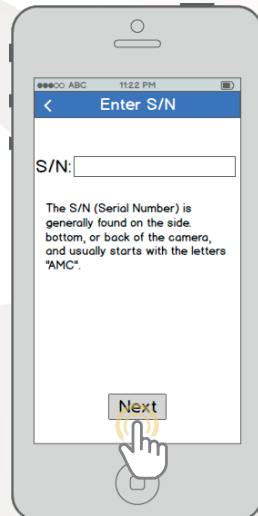 ABC 11:22 PM
< Enter S/N
S/N:
The S/N (Serial Number) is
generally found on the side.
bottom, or back of the camera,
and usually starts with the letters
"AMC".
Next